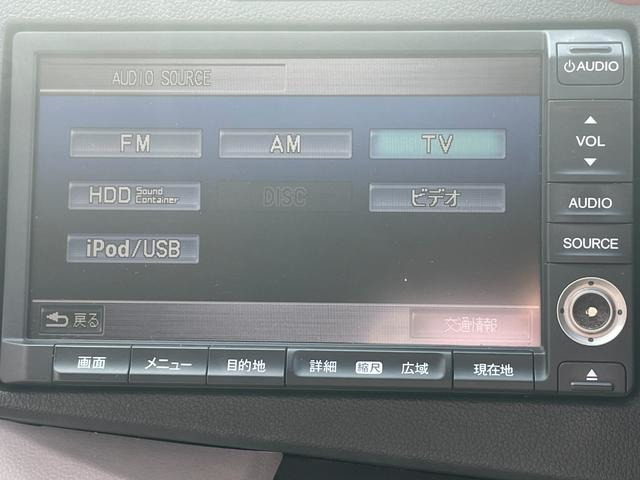 AUDIO SOURCE
FM AM TV
HDD Sound Container DISC ビデオ
iPod/USB
戻る 交通情報
画面 メニュー 目的地 詳細 縮尺 広域 現在地
AUDIO
VOL
AUDIO
SOURCE